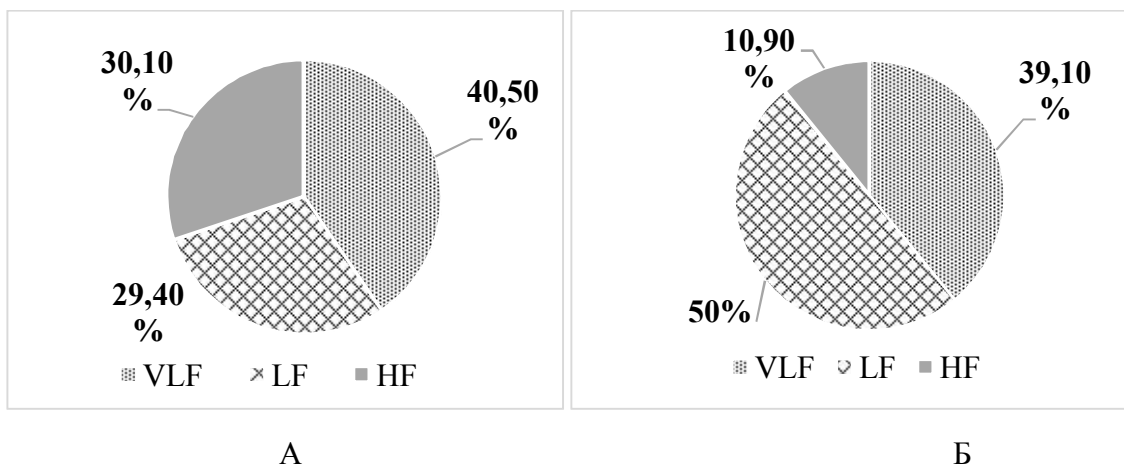 30,10
%
40,50
%
29,40
%
VLF LF HF
10,90
%
39,10
%
50%
VLF LF HF
А
Б